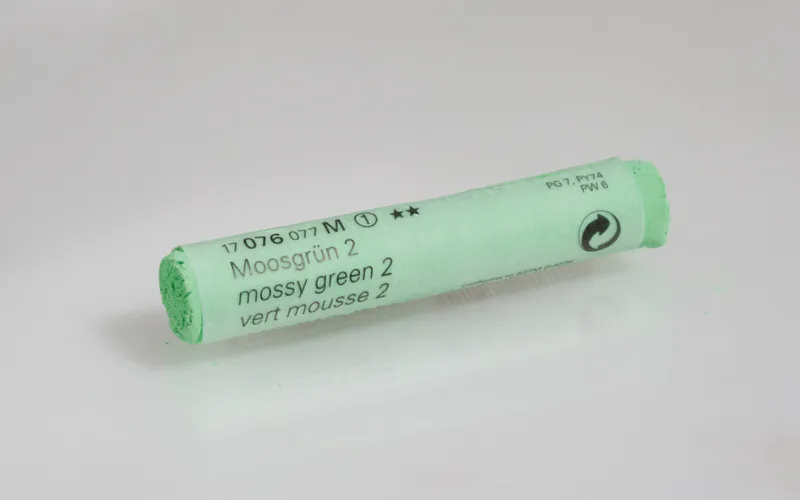 17 076 077 M 1 ★★
Moosgrün 2
mossy green 2
vert mousse 2
PG 7, PY74
PW 6